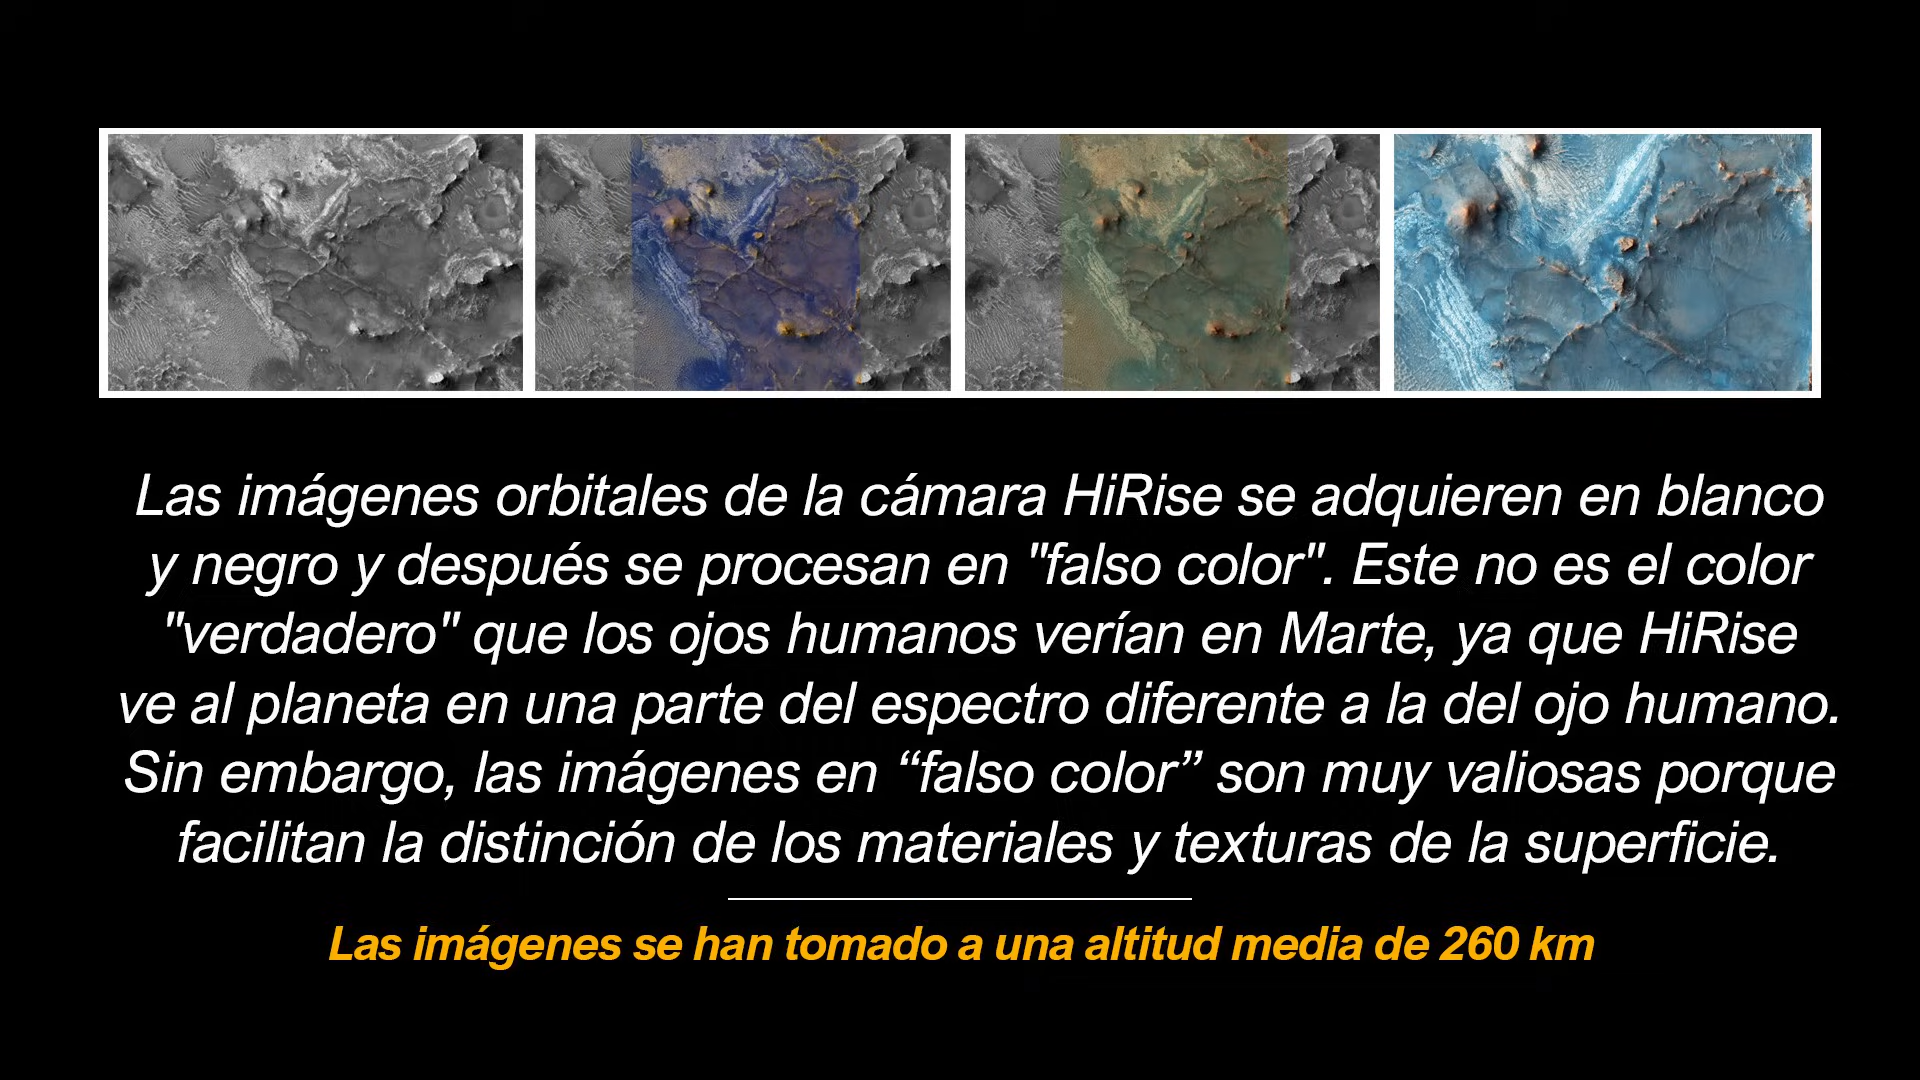 Las imágenes orbitales de la cámara HiRise se adquieren en blanco
y negro y después se procesan en "falso color". Este no es el color
"verdadero" que los ojos humanos verían en Marte, ya que HiRise
ve al planeta en una parte del espectro diferente a la del ojo humano.
Sin embargo, las imágenes en “falso color” son muy valiosas porque
facilitan la distinción de los materiales y texturas de la superficie.
Las imágenes se han tomado a una altitud media de 260 km